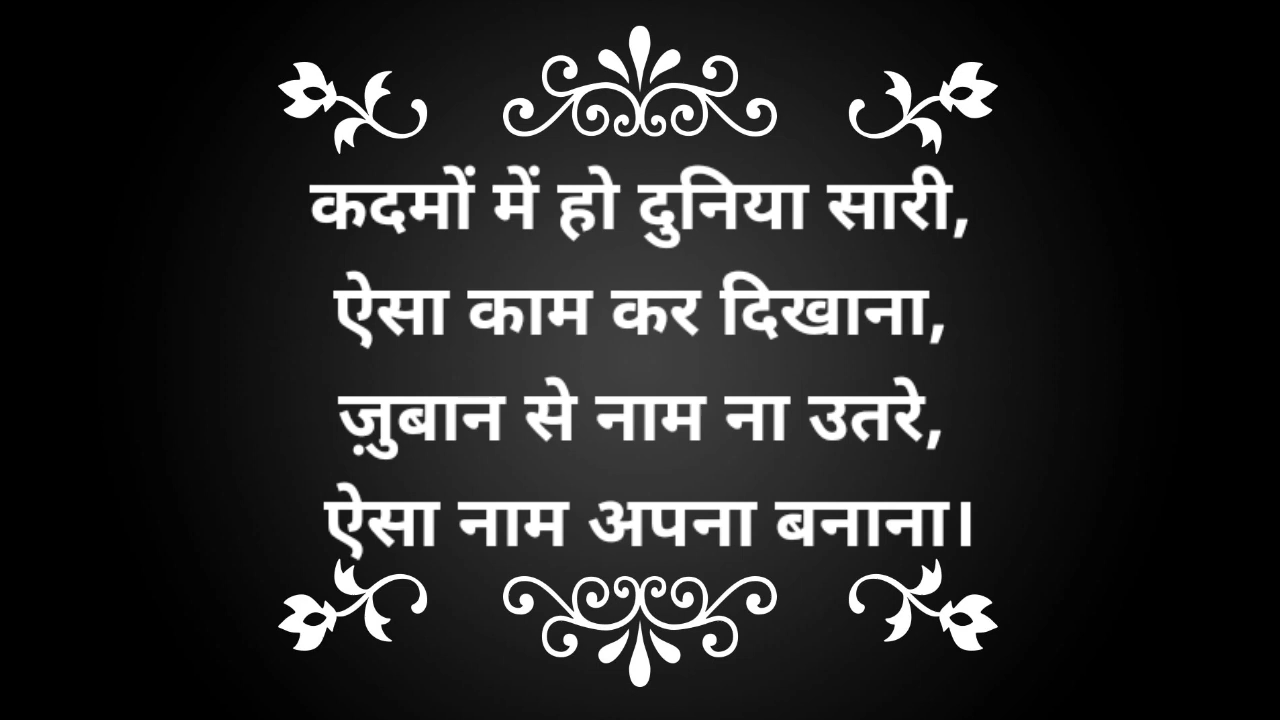 कदमों में हो दुनिया सारी,
ऐसा काम कर दिखाना,
ज़ुबान से नाम ना उतरे,
ऐसा नाम अपना बनाना।